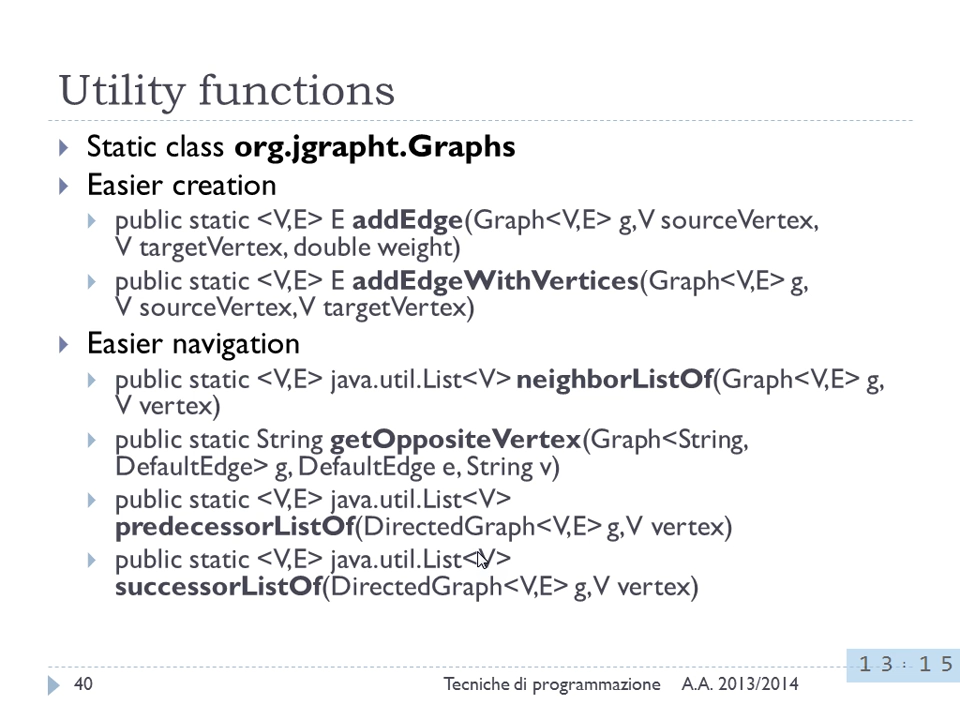 Utility functions
Static class org.jgrapht.Graphs
Easier creation
public static <V,E> E addEdge(Graph<V,E> g, V sourceVertex,
V targetVertex, double weight)
public static <V,E> E addEdgeWithVertices(Graph<V,E> g,
V sourceVertex, V targetVertex)
Easier navigation
public static <V,E> java.util.List<V> neighborListOf(Graph<V,E> g,
V vertex)
public static String getOppositeVertex(Graph<String,
DefaultEdge> g, DefaultEdge e, String v)
public static <V,E> java.util.List<V>
predecessorListOf(DirectedGraph<V,E> g, V vertex)
public static <V,E> java.util.List<V>
successorListOf(DirectedGraph<V,E> g, V vertex)
13:15
40 Tecniche di programmazione A.A. 2013/2014